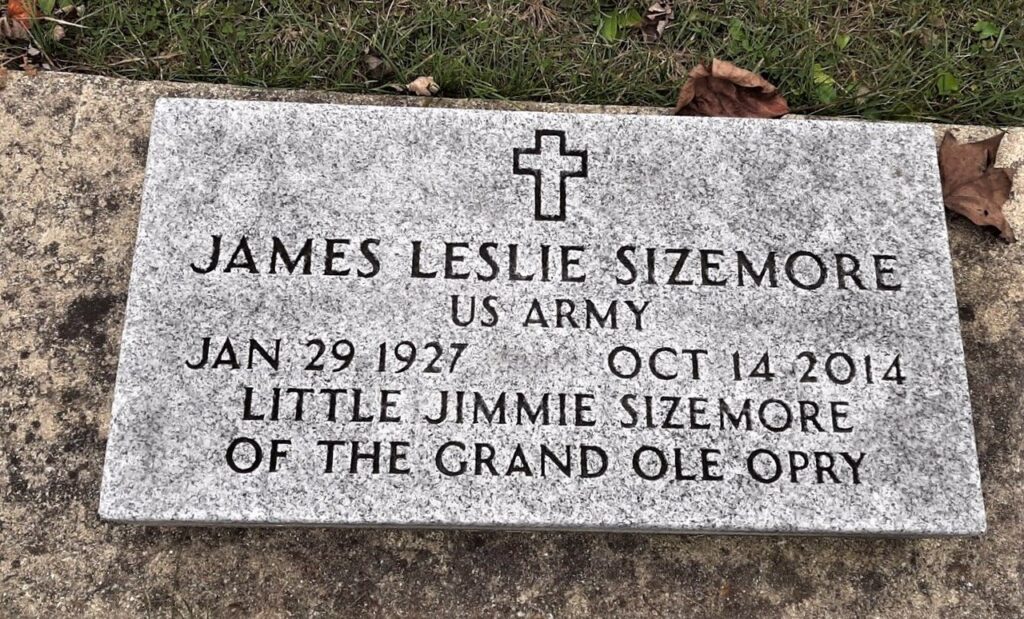 JAMES LESLIE SIZEMORE
US ARMY
JAN 29 1927 OCT 14 2014
LITTLE JIMMIE SIZEMORE
OF THE GRAND OLE OPRY